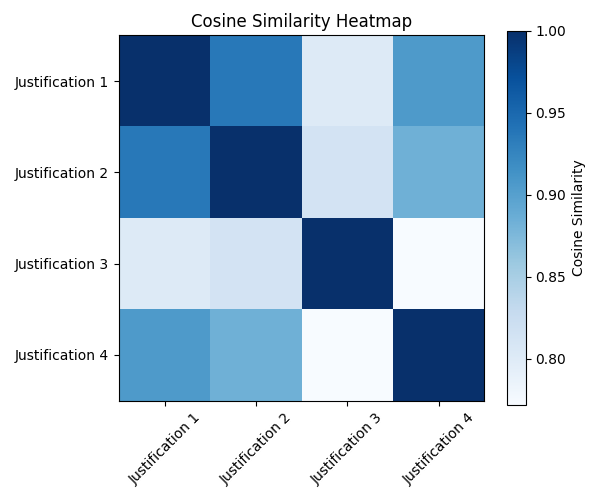 Cosine Similarity Heatmap
Justification 1
Justification 2
Justification 3
Justification 4
Justification 1
Justification 2
Justification 3
Justification 4
1.00
0.95
0.90
0.85
0.80
Cosine Similarity